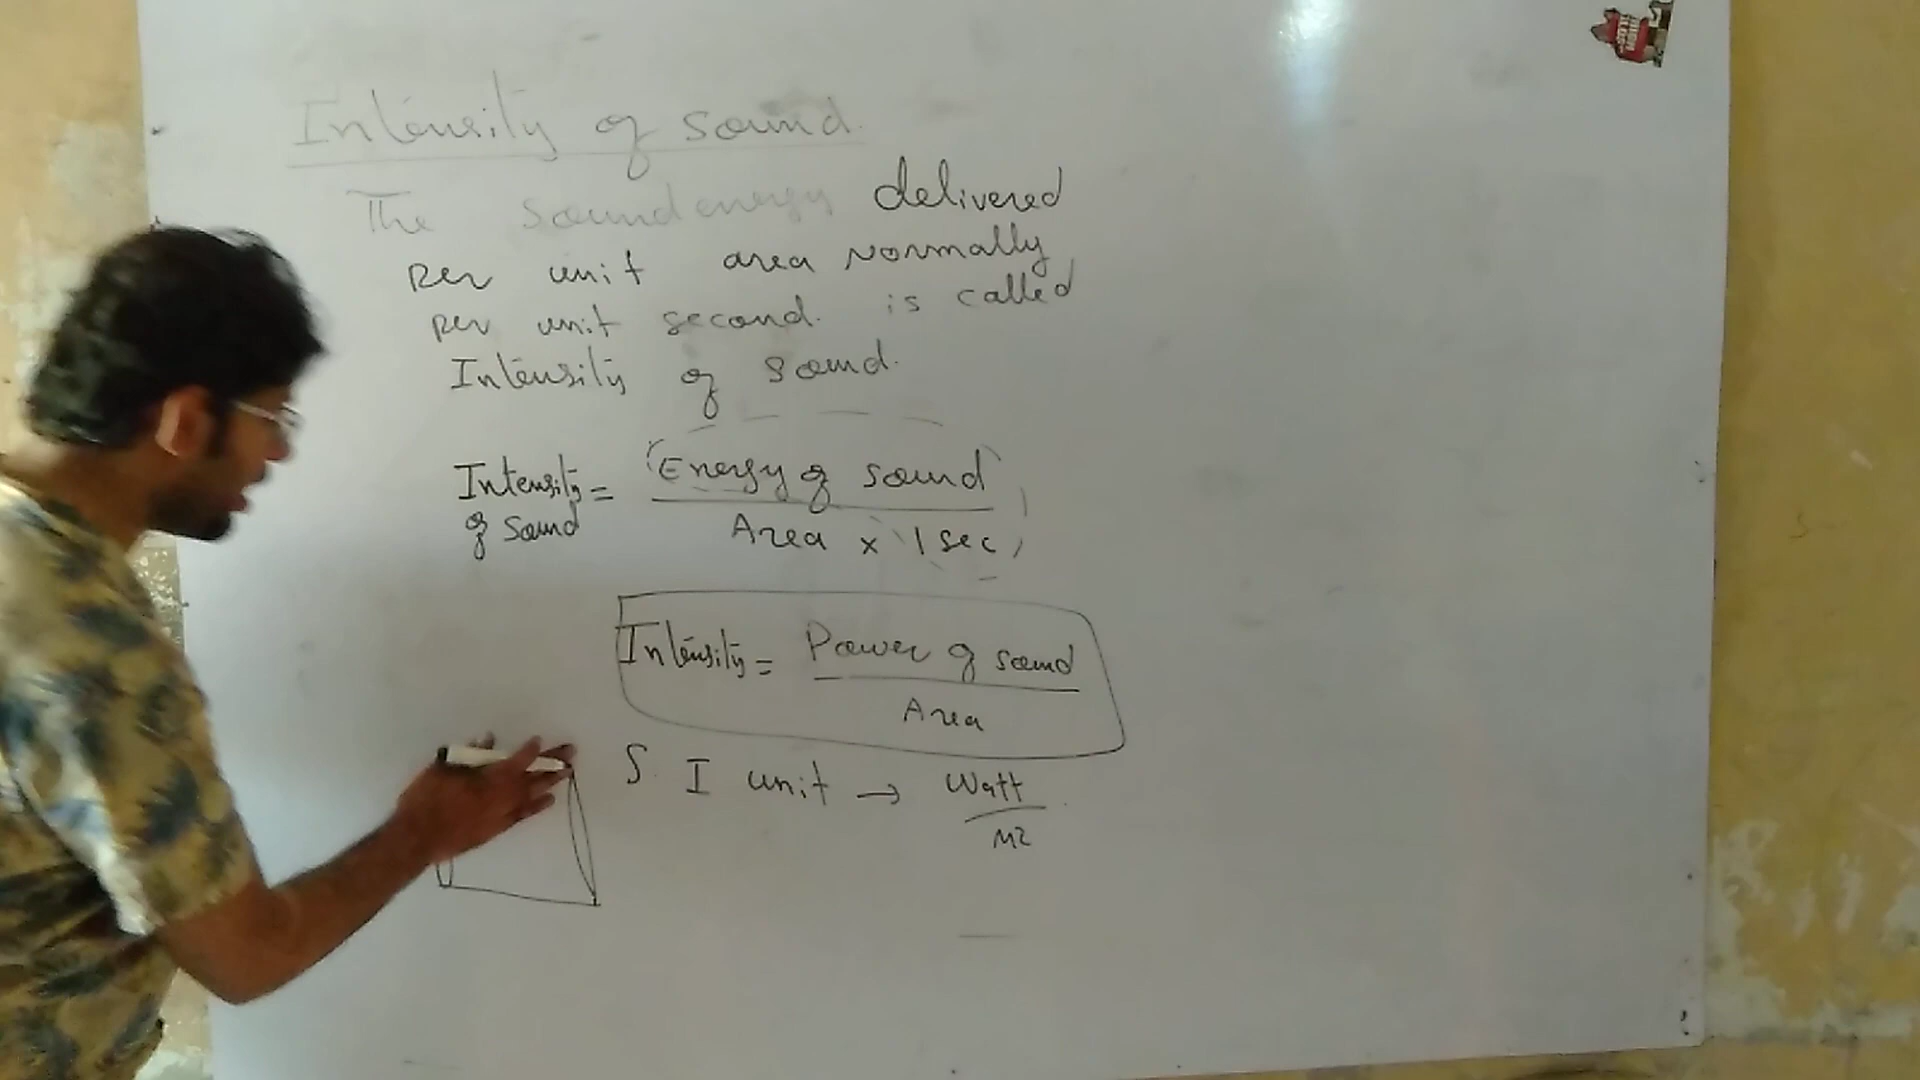 Intensity of sound.
The sound energy delivered
per unit area normally
per unit second. is called
Intensity of sound.
Intensity of sound = Energy of sound
Area x 1 sec
Intensity = Power of sound
Area
S. I unit → Watt
M2